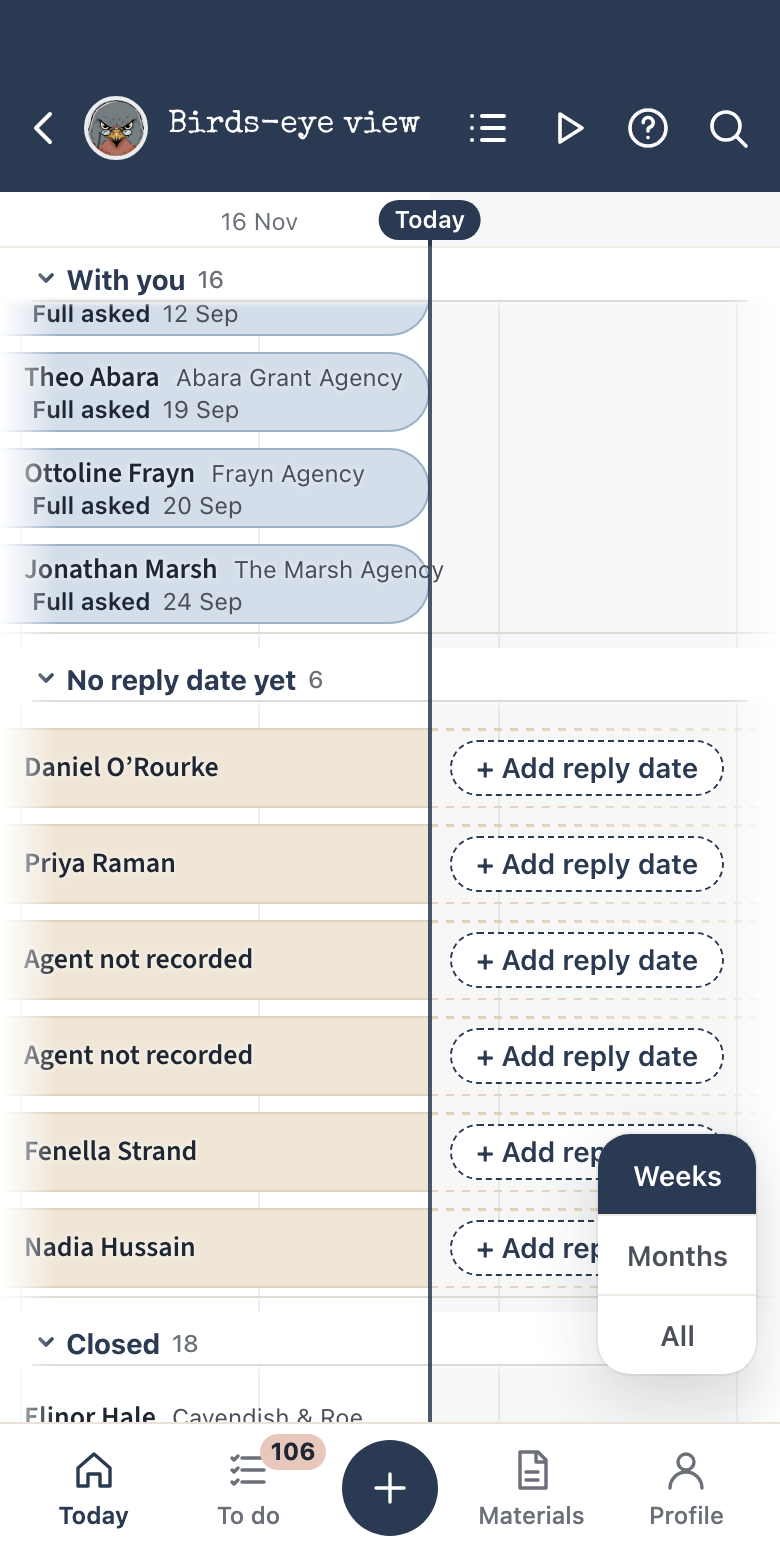 Birds-eye view
16 Nov
Today
With you 16
Full asked 12 Sep
Theo Abara Abara Grant Agency
Full asked 19 Sep
Ottoline Frayn Frayn Agency
Full asked 20 Sep
Jonathan Marsh The Marsh Agency
Full asked 24 Sep
No reply date yet 6
Daniel O’Rourke + Add reply date
Priya Raman + Add reply date
Agent not recorded + Add reply date
Agent not recorded + Add reply date
Fenella Strand + Add rep
Weeks
Nadia Hussain + Add rep
Months
All
Closed 18
Elinor Hale Cavendish & Roe
106
Today To do Materials Profile